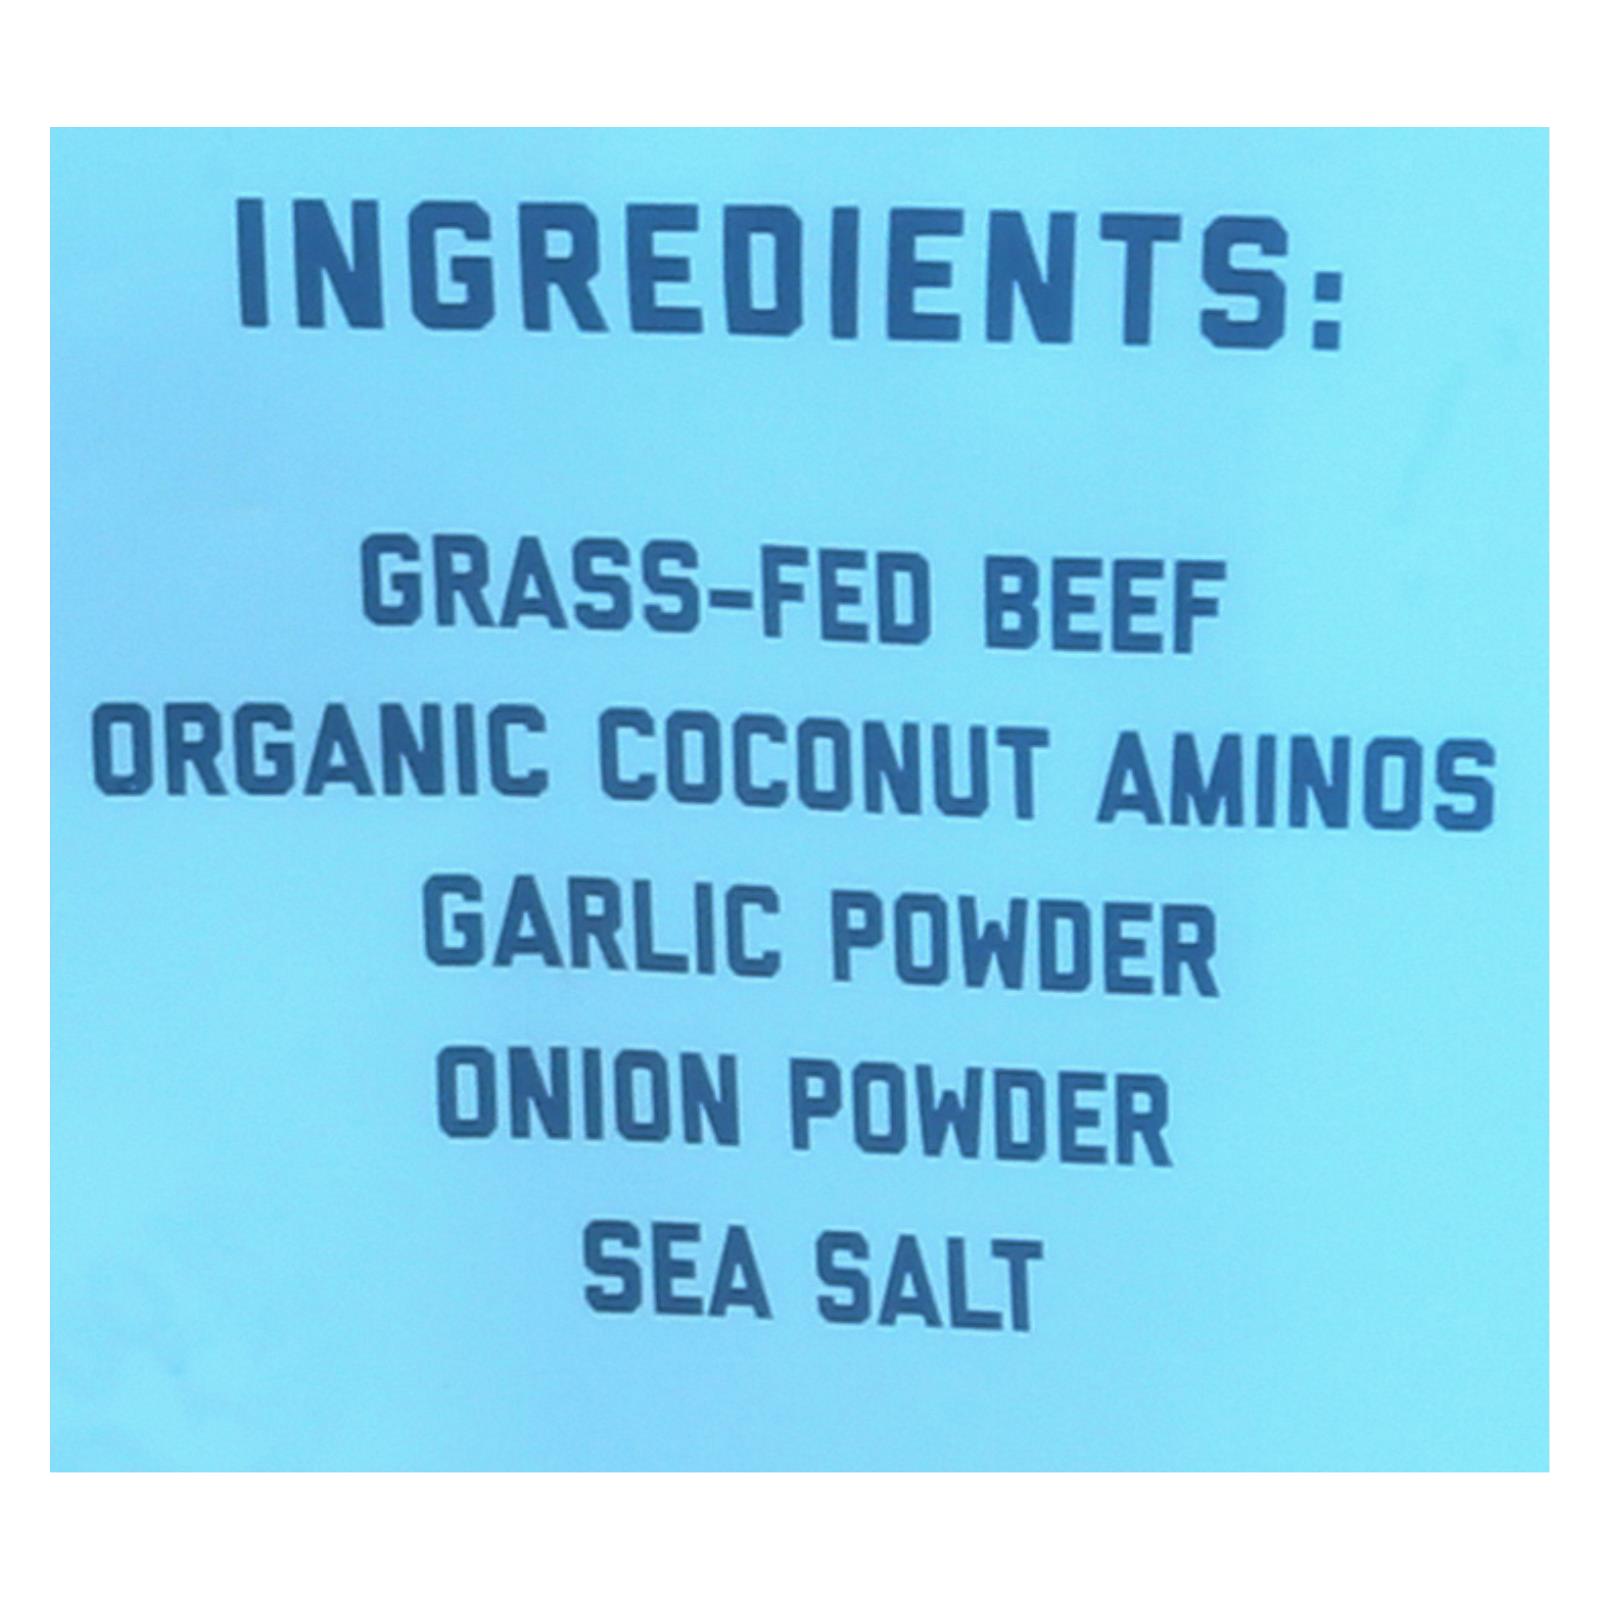 INGREDIENTS:
GRASS-FED BEEF
ORGANIC COCONUT AMINOS
GARLIC POWDER
ONION POWDER
SEA SALT